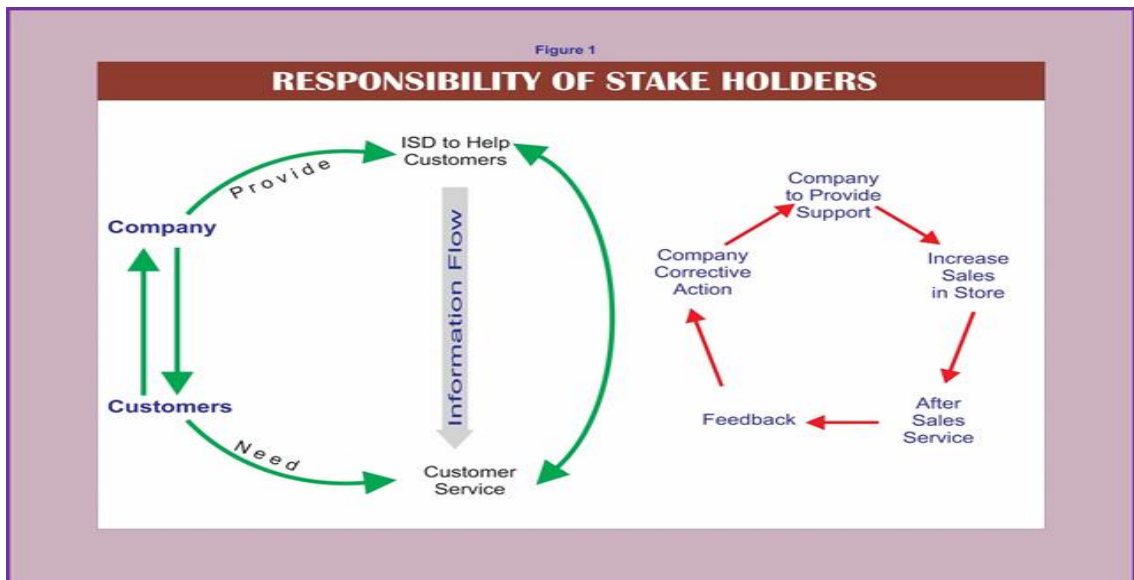 Figure 1
RESPONSIBILITY OF STAKE HOLDERS
ISD to Help
Customers
Provide
Company
Customers
Need
Information Flow
Customer
Service
Company
to Provide
Support
Increase
Sales
in Store
After
Sales
Service
Feedback
Company
Corrective
Action